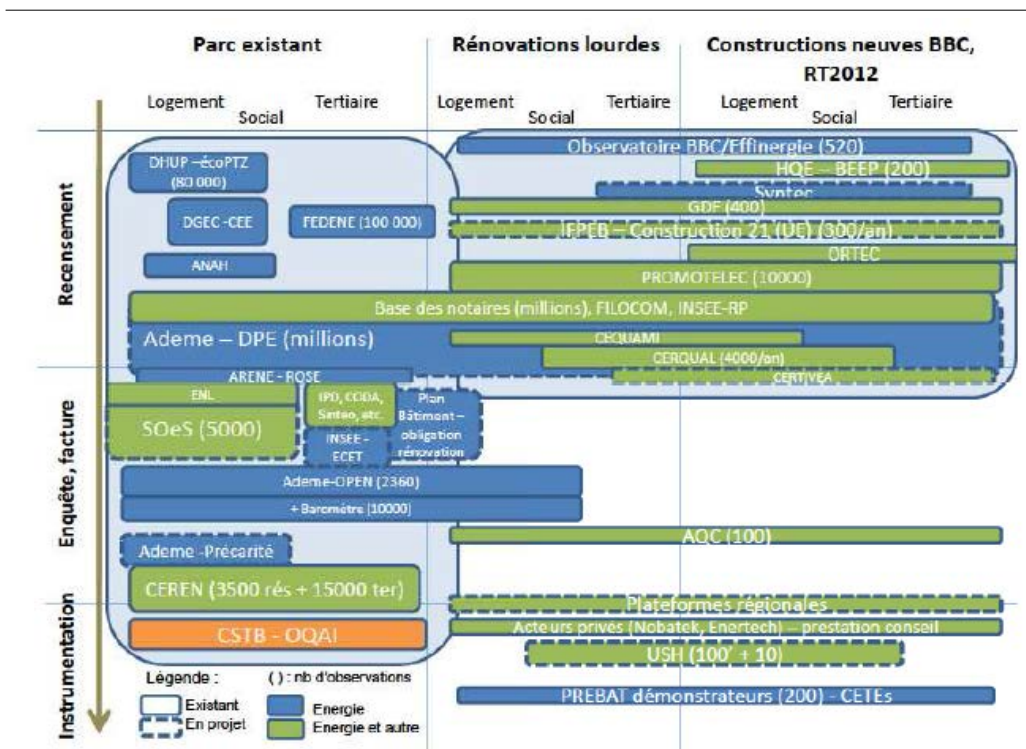 Parc existant
Rénovations lourdes
Constructions neuves BBC,
RT2012
Logement
Social
Tertiaire
Logement
Social
Tertiaire
Logement
Social
Tertiaire
Recensement
Enquête, facture
Instrumentation
DHUP –écoPTZ
(80 000)
DGEC -CEE
FEDENE (100 000)
ANAH
Observatoire BBC/Effinergie (520)
HQE – BEEP (200)
Syntec
GDF (400)
IFPEB – Construction 21 (UE) (300/an)
ORTEC
PROMOTELEC (10000)
Base des notaires (millions), FILOCOM, INSEE-RP
Ademe – DPE (millions)
CEQUAMI
CERQUAL (4000/an)
CERTIVEA
ARENE - ROSE
ENL
SOeS (5000)
IPD, CODA,
Sinteo, etc.
INSEE -
ECET
Plan
Bâtiment –
obligation
rénovation
Ademe-OPEN (2360)
+ Baromètre (10000)
AQC (100)
Ademe -Précarité
CEREN (3500 rés + 15000 ter)
Plateformes régionales
CSTB - OQAI
Acteurs privés (Nobatek, Enertech) – prestation conseil
USH (100' + 10)
PREBAT démonstrateurs (200) - CETEs
Légende :
( ) : nb d'observations
Existant
En projet
Energie
Energie et autre